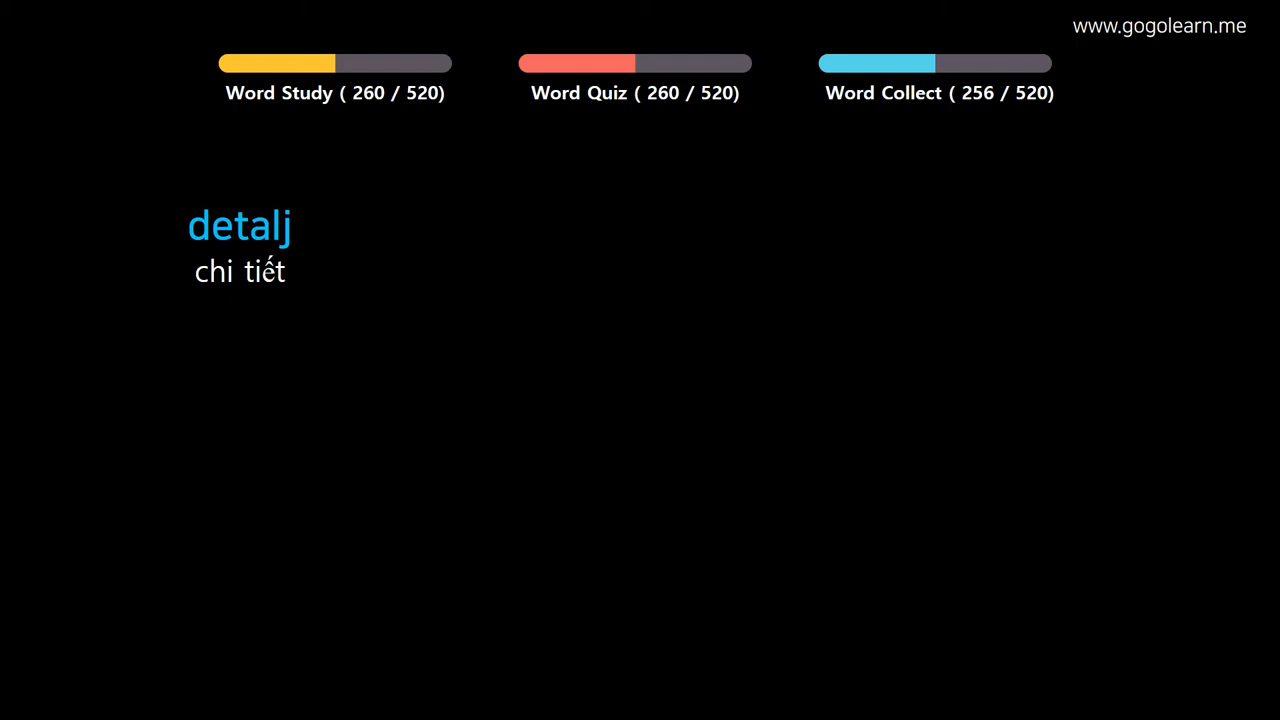 www.gogolearn.me
Word Study ( 260 / 520)
Word Quiz ( 260 / 520)
Word Collect ( 256 / 520)
detalj
chi tiết